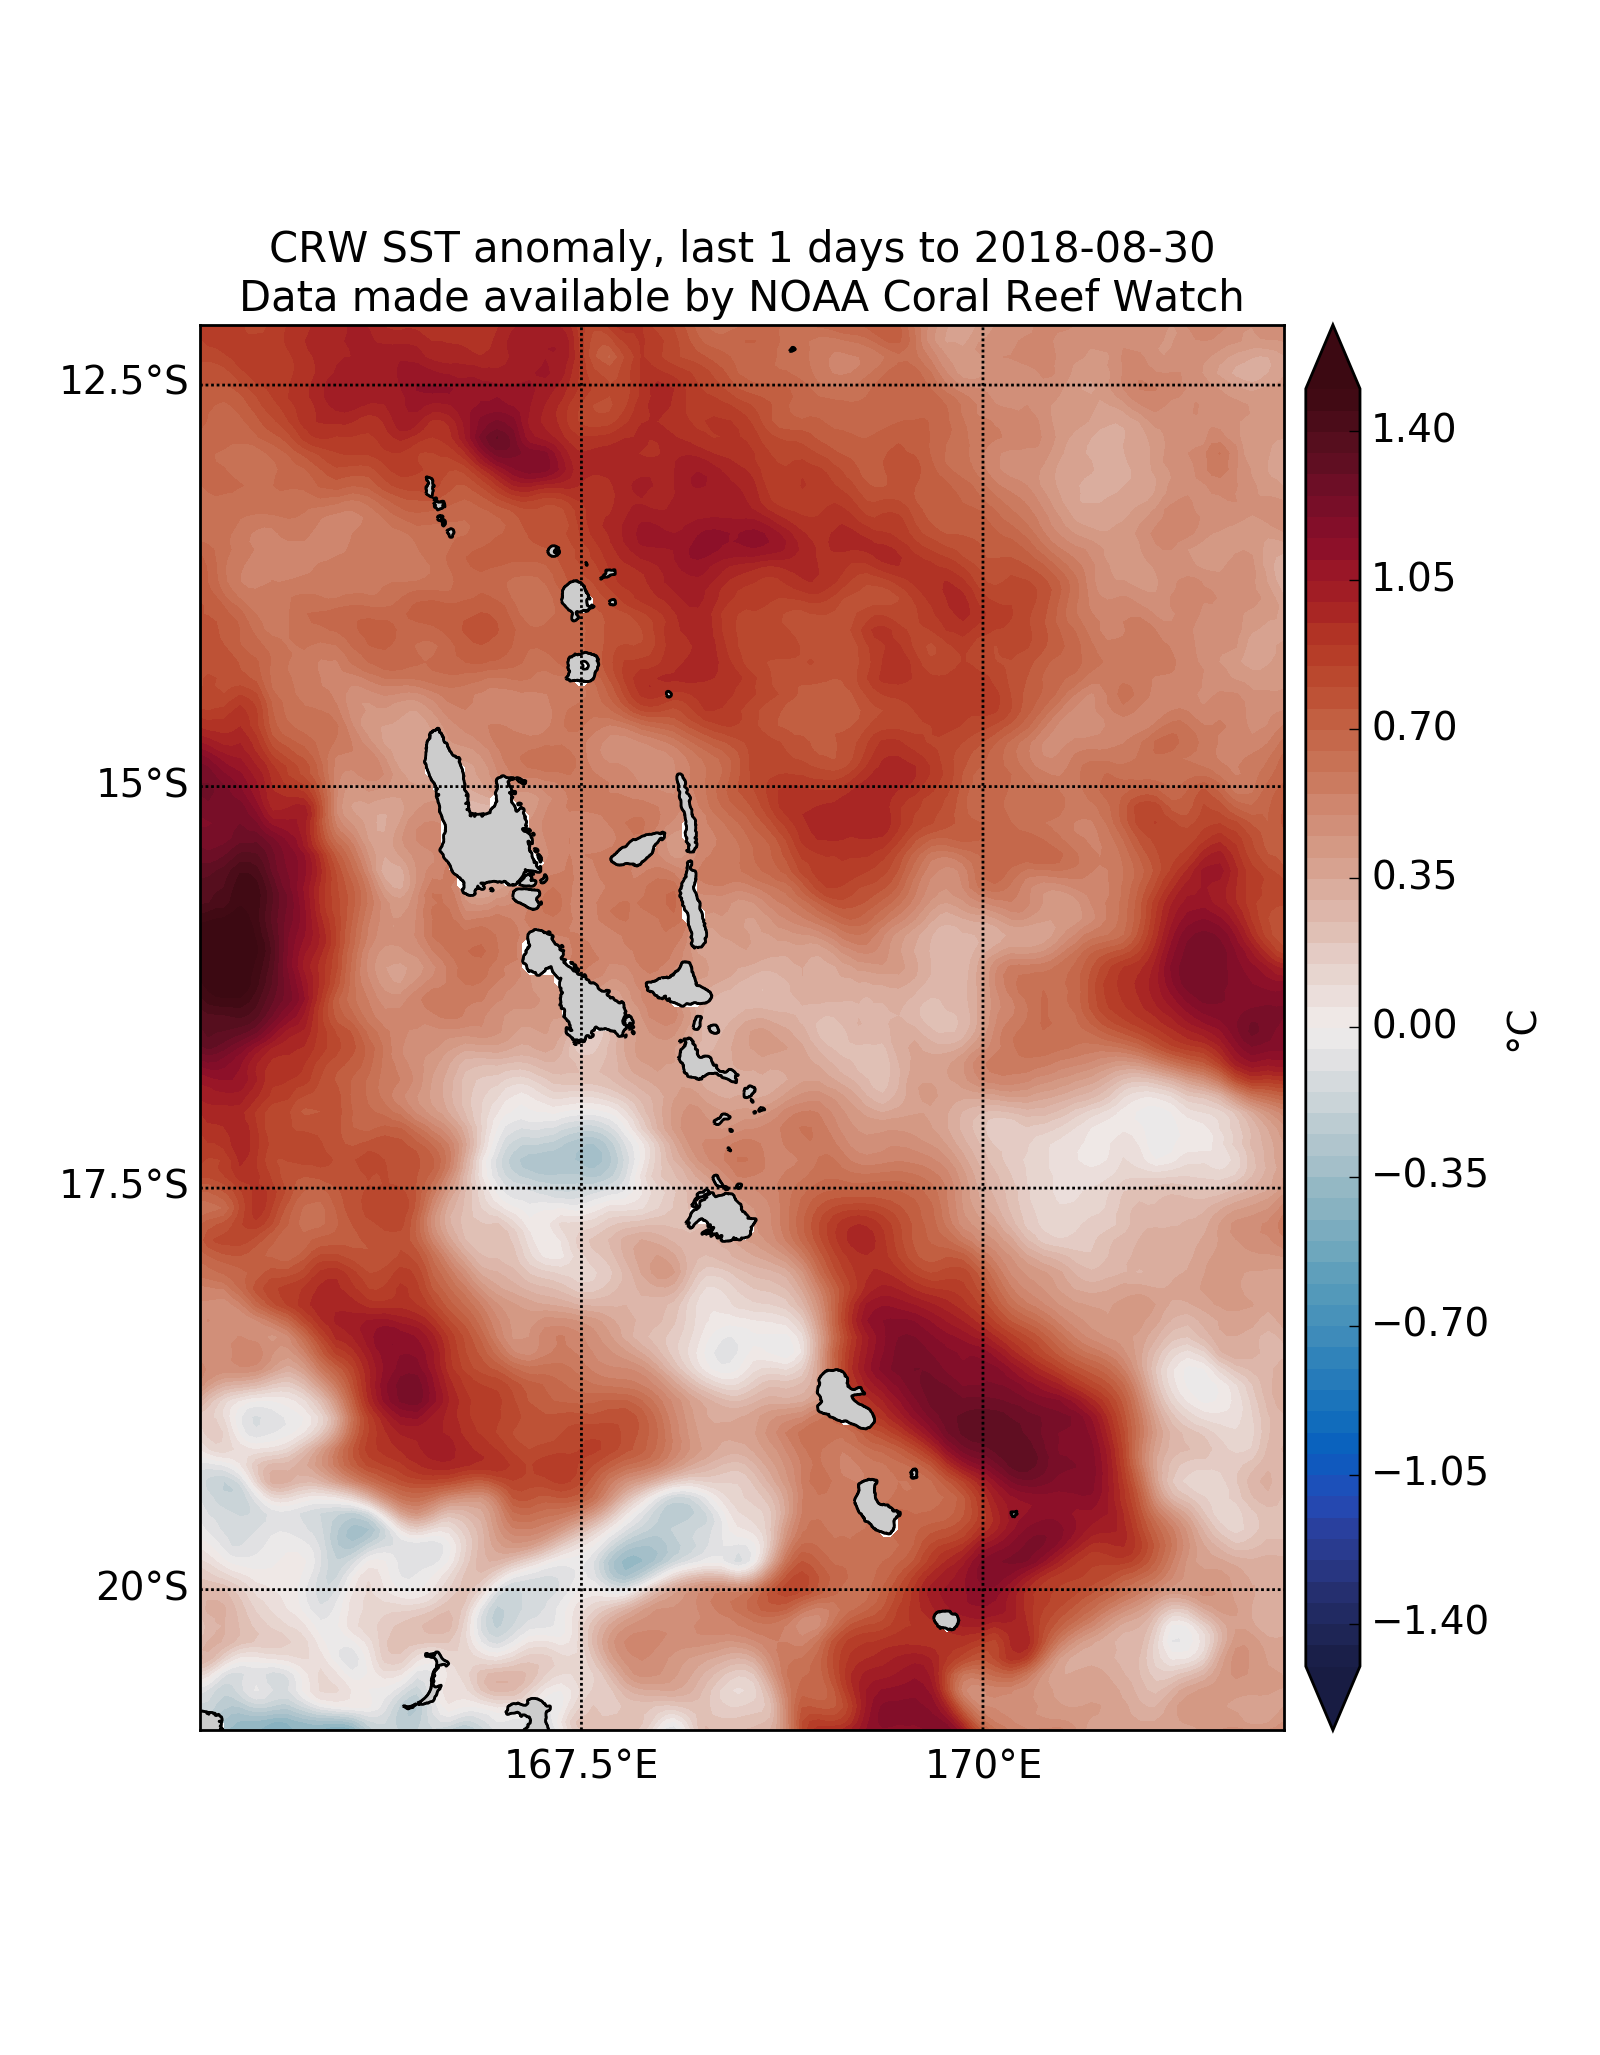 CRW SST anomaly, last 1 days to 2018-08-30
Data made available by NOAA Coral Reef Watch
12.5°S
15°S
17.5°S
20°S
167.5°E
170°E
1.40
1.05
0.70
0.35
0.00
−0.35
−0.70
−1.05
−1.40
°C